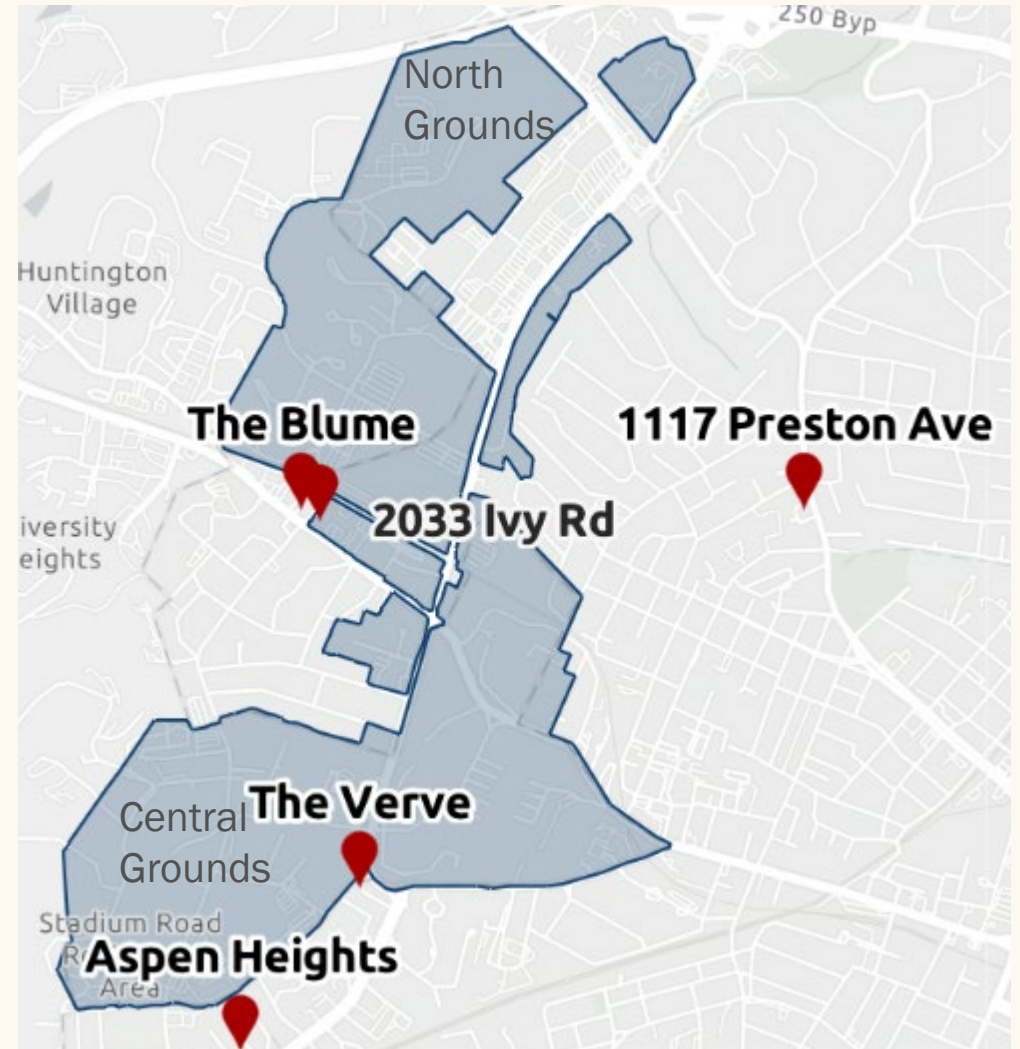 250 Byp
North
Grounds
Huntington
Village
The Blume
1117 Preston Ave
2033 Ivy Rd
iversity
eights
The Verve
Central
Grounds
Stadium Road
Aspen Heights
Area